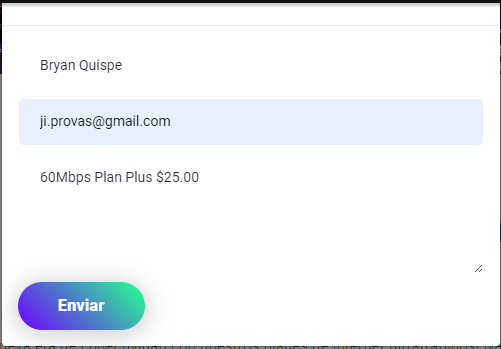 Bryan Quispe
ji.provas@gmail.com
60Mbps Plan Plus $25.00
Enviar